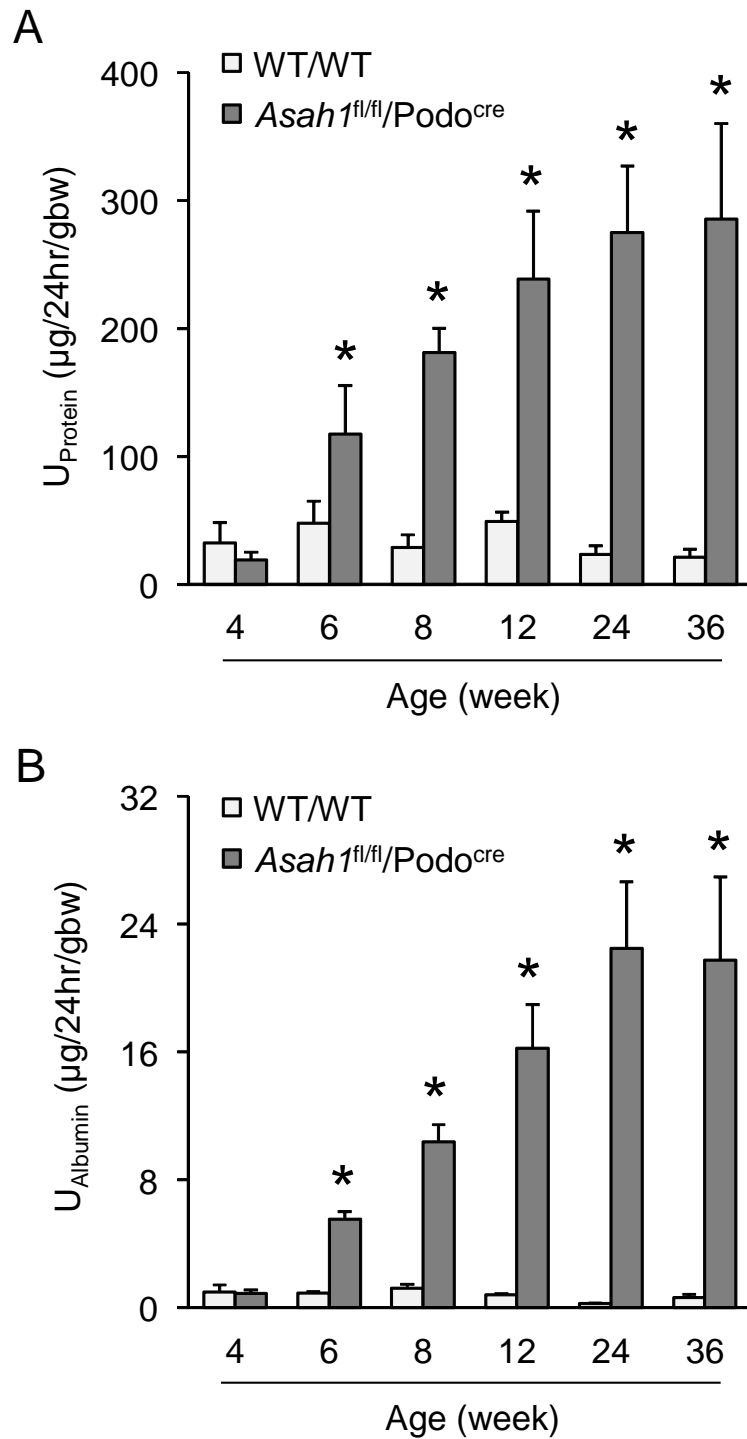 A
WT/WT
Asah1fl/fl/Podocre
400
300
200
100
0
UProtein (µg/24hr/gbw)
* * * * *
4 6 8 12 24 36
Age (week)
B
WT/WT
Asah1fl/fl/Podocre
32
24
16
8
0
UAlbumin (µg/24hr/gbw)
* * * * *
4 6 8 12 24 36
Age (week)